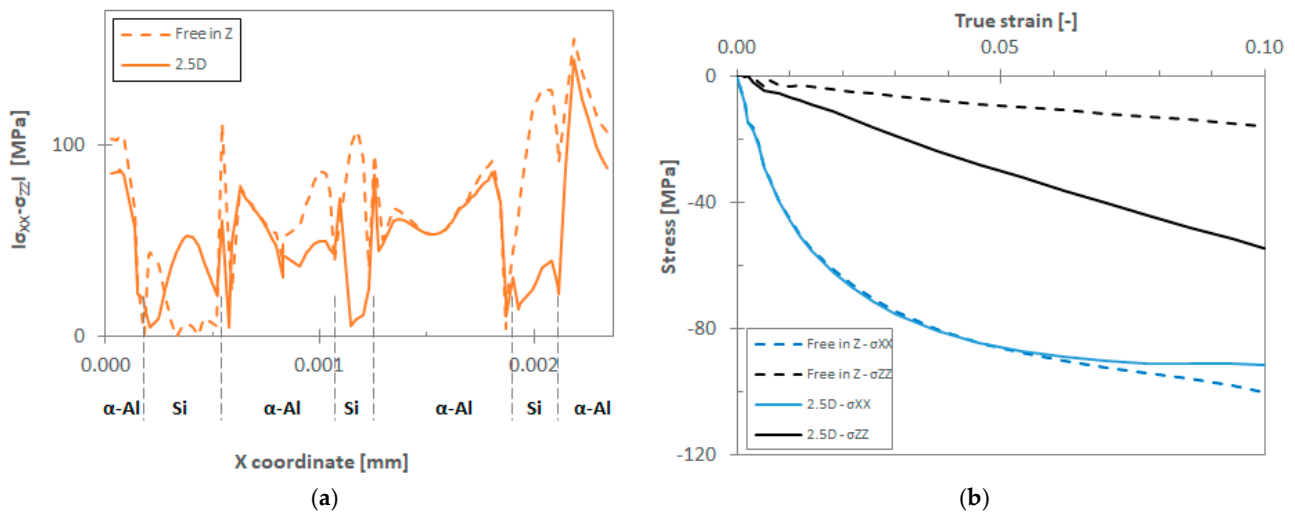 Free in Z
2.5D
|σXX-σZZ| [MPa]
100
0
0.000
0.001
0.002
α-Al
Si
α-Al
Si
α-Al
Si
α-Al
X coordinate [mm]
(a)
True strain [-]
0.00
0.05
0.10
0
-40
-80
-120
Stress [MPa]
Free in Z - σXX
Free in Z - σZZ
2.5D - σXX
2.5D - σZZ
(b)